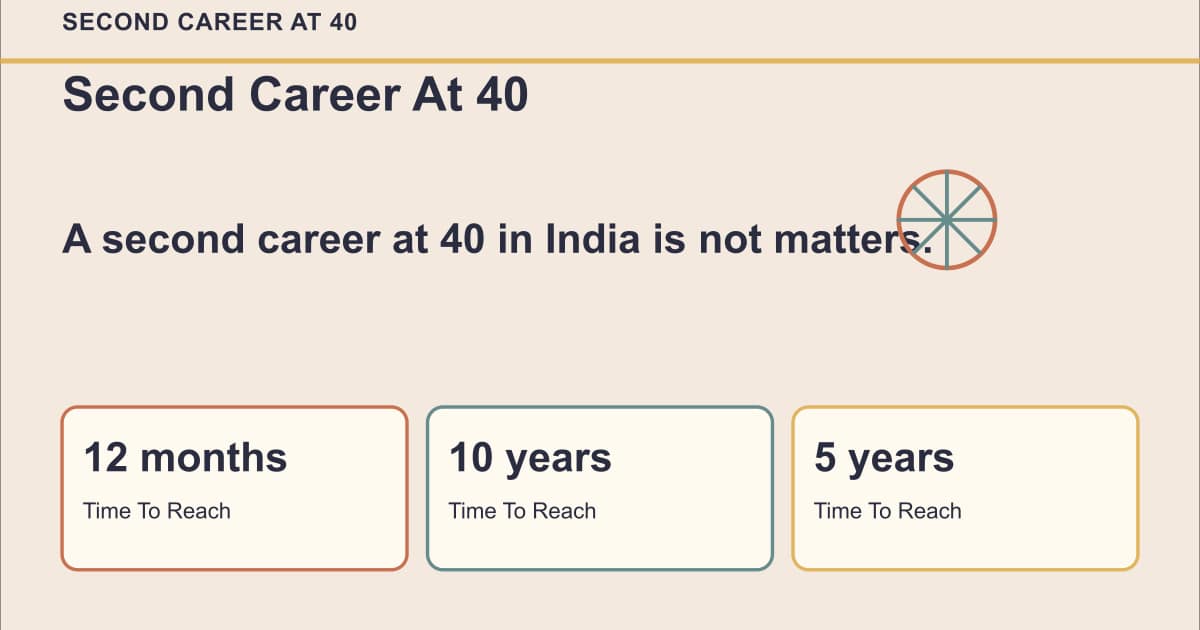 SECOND CAREER AT 40
Second Career At 40
A second career at 40 in India is not matters.
12 months
Time To Reach
10 years
Time To Reach
5 years
Time To Reach